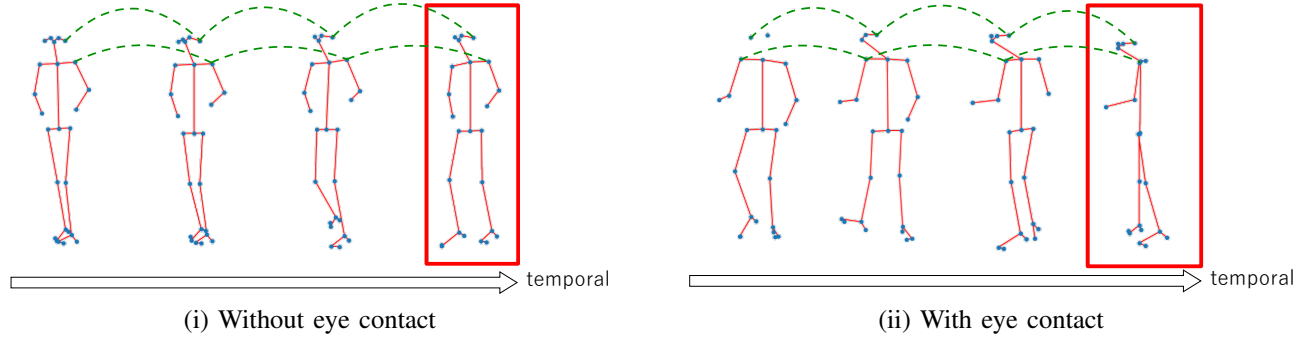 temporal
temporal
(i) Without eye contact
(ii) With eye contact